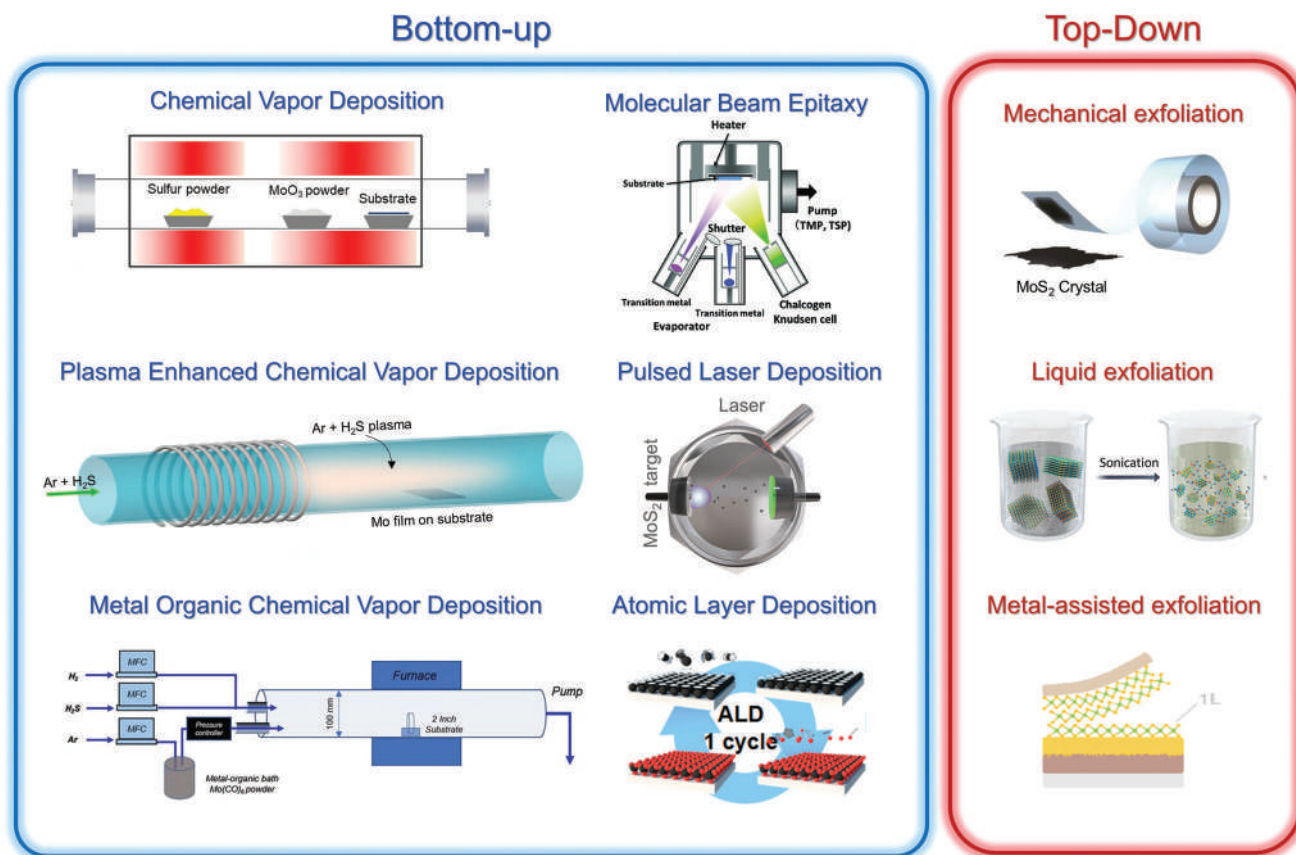 Bottom-up
Top-Down
Chemical Vapor Deposition
Sulfur powder
MoO₃ powder
Substrate
Molecular Beam Epitaxy
Heater
Substrate
Pump
(TMP, TSP)
Shutter
Transition metal
Transition metal
Evaporator
Chalcogen
Knudsen cell
Mechanical exfoliation
MoS₂ Crystal
Plasma Enhanced Chemical Vapor Deposition
Ar + H₂S plasma
Ar + H₂S
Mo film on substrate
Pulsed Laser Deposition
Laser
MoS₂ target
Liquid exfoliation
Sonication
Metal Organic Chemical Vapor Deposition
MFC
H₂
MFC
H₂S
MFC
Ar
Pressure
controller
100 mm
Furnace
2 Inch
Substrate
Pump
Metal-organic bath
Mo(CO)₆ powder
Atomic Layer Deposition
ALD
1 cycle
Metal-assisted exfoliation
1L